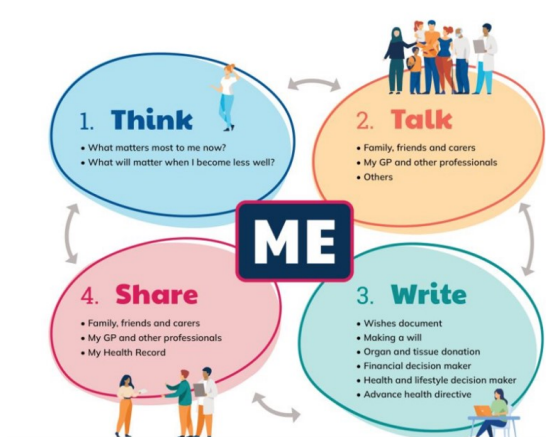 1. Think
• What matters most to me now?
• What will matter when I become less well?
2. Talk
• Family, friends and carers
• My GP and other professionals
• Others
ME
4. Share
• Family, friends and carers
• My GP and other professionals
• My Health Record
3. Write
• Wishes document
• Making a will
• Organ and tissue donation
• Financial decision maker
• Health and lifestyle decision maker
• Advance health directive